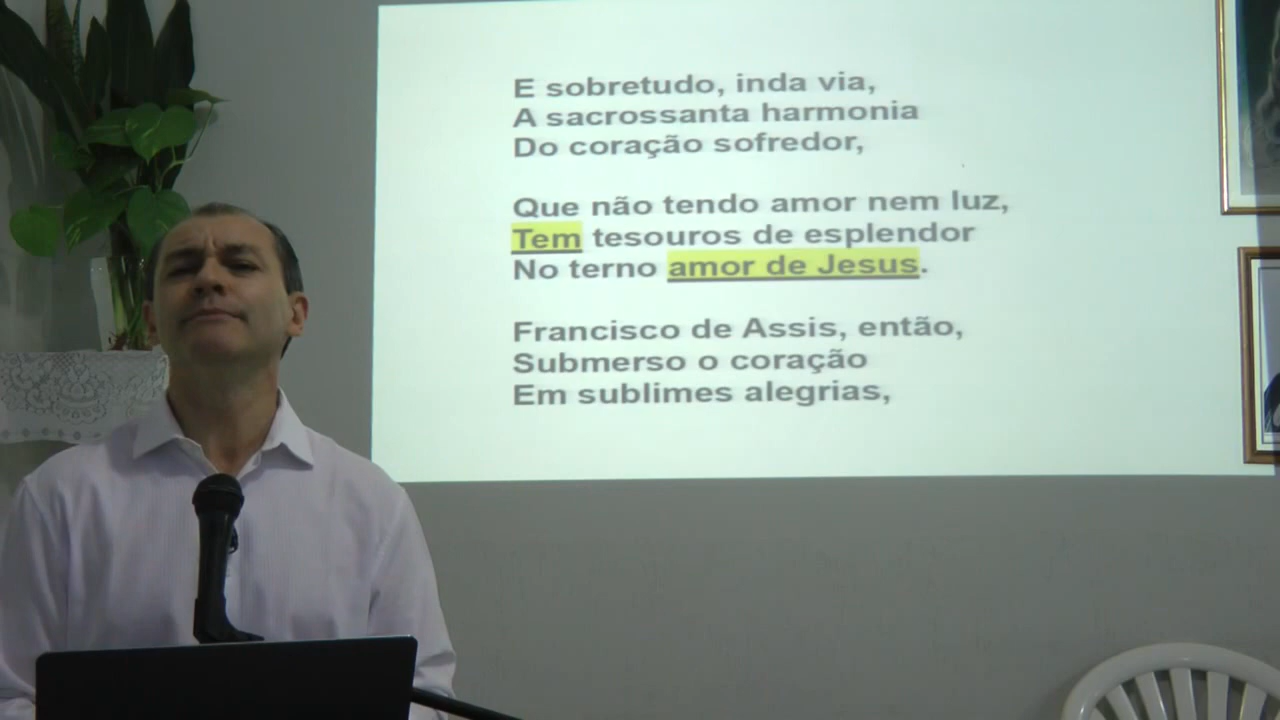 E sobretudo, inda via,
A sacrossanta harmonia
Do coração sofredor,
Que não tendo amor nem luz,
Tem tesouros de esplendor
No terno amor de Jesus.
Francisco de Assis, então,
Submerso o coração
Em sublimes alegrias,